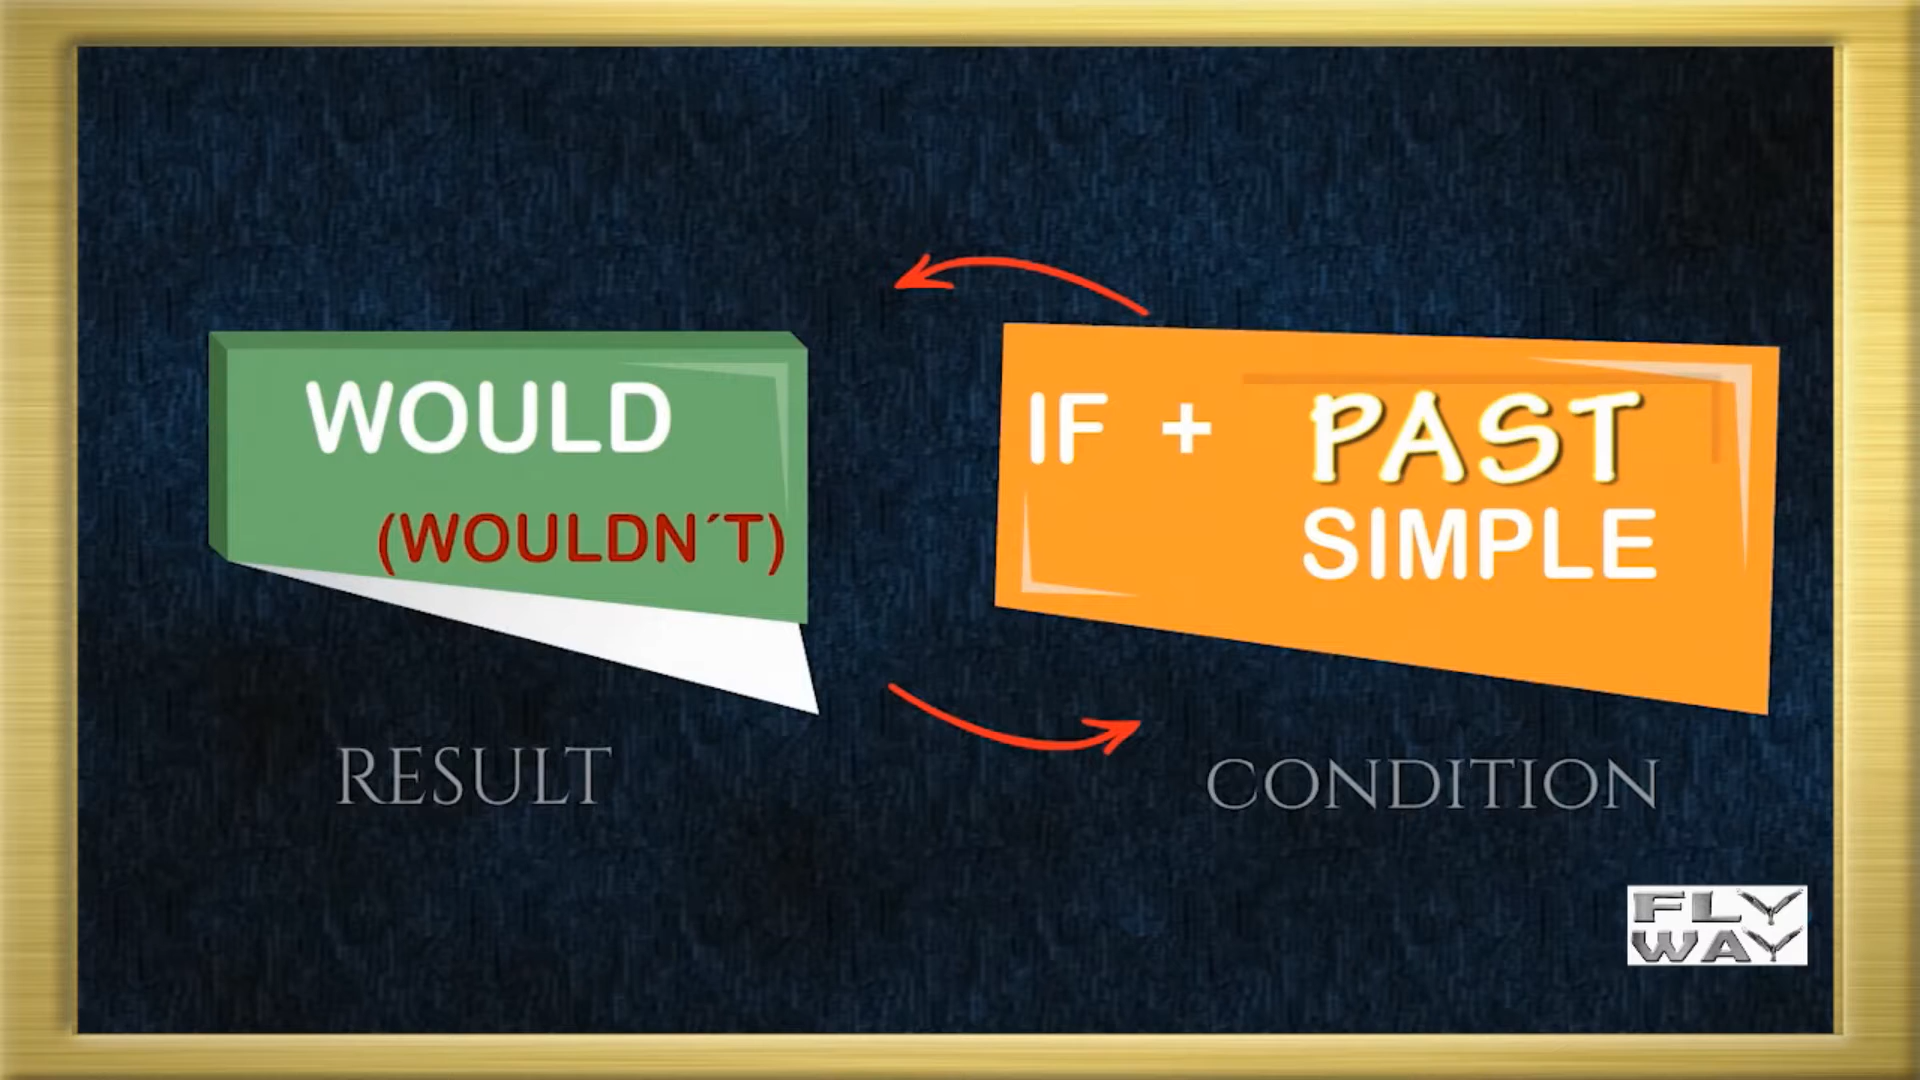 WOULD
(WOULDN´T)
IF + PAST
SIMPLE
RESULT
CONDITION
FLY
WAY